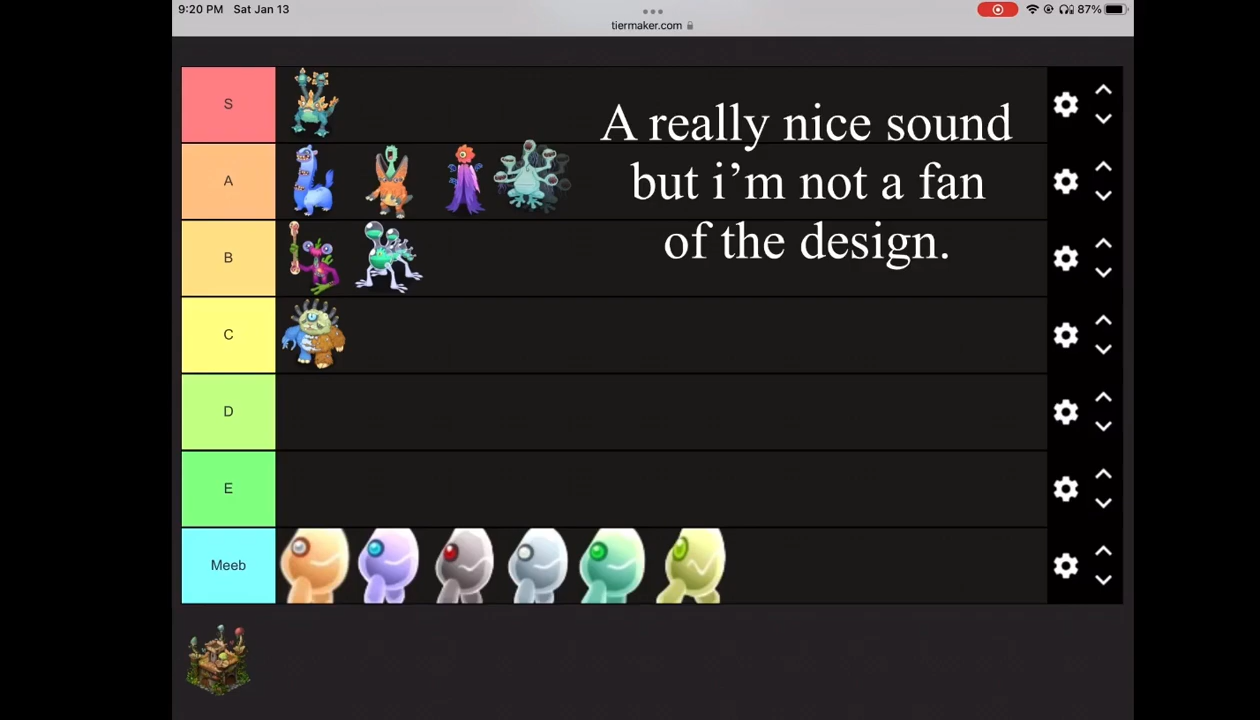 9:20 PM Sat Jan 13
87%
tiermaker.com
S
A
B
C
D
E
Meeb
A really nice sound
but i’m not a fan
of the design.